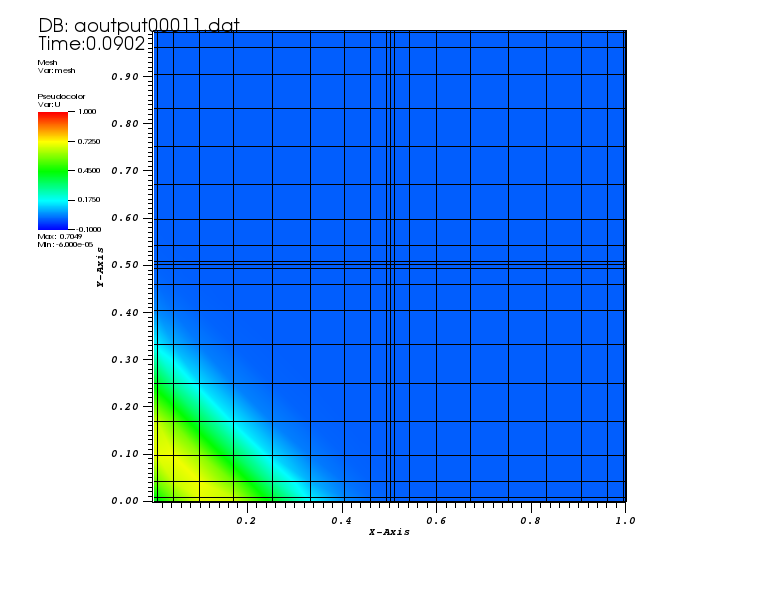 DB: aoutput00011.dat
Time:0.0902
Mesh
Var: mesh
Pseudocolor
Var: U
1.000
0.7250
0.4500
0.1750
-0.1000
Max: 0.7049
Min: -6.000e-05
Y-Axis
0.90
0.80
0.70
0.60
0.50
0.40
0.30
0.20
0.10
0.00
0.2 0.4 0.6 0.8 1.0
X-Axis